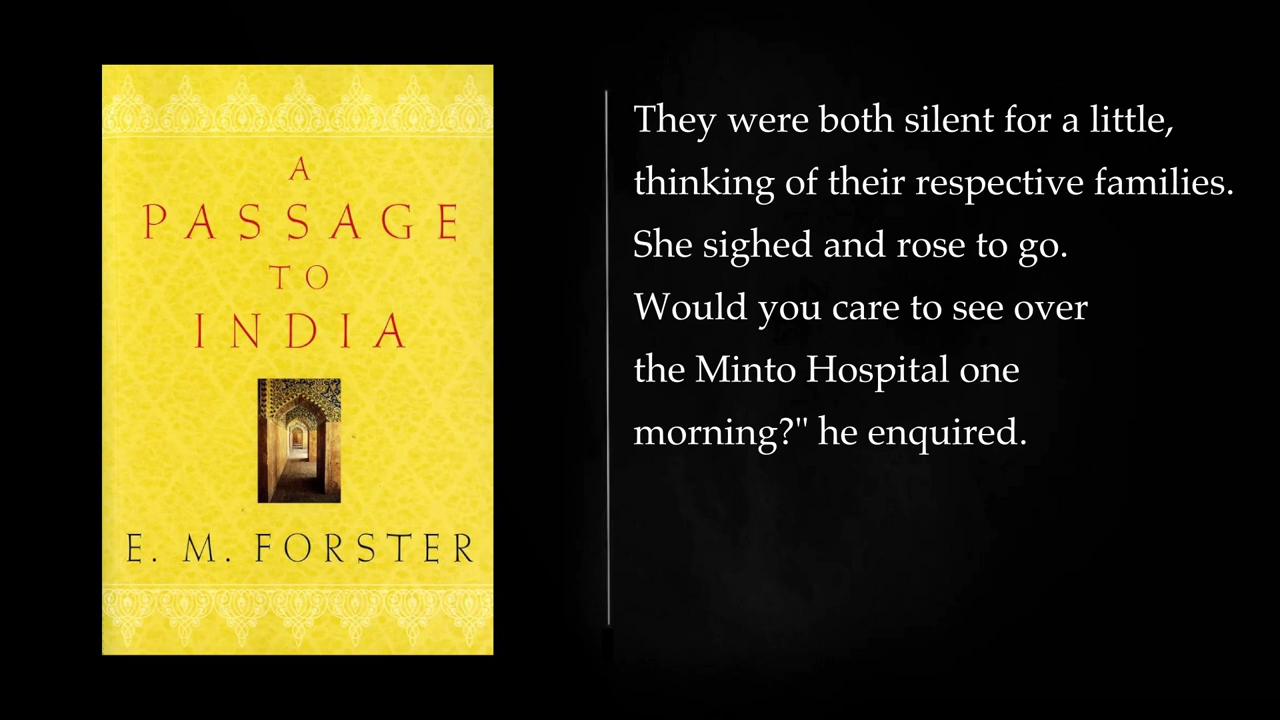 A
PASSAGE
TO
INDIA
E. M. FORSTER
They were both silent for a little,
thinking of their respective families.
She sighed and rose to go.
Would you care to see over
the Minto Hospital one
morning?" he enquired.